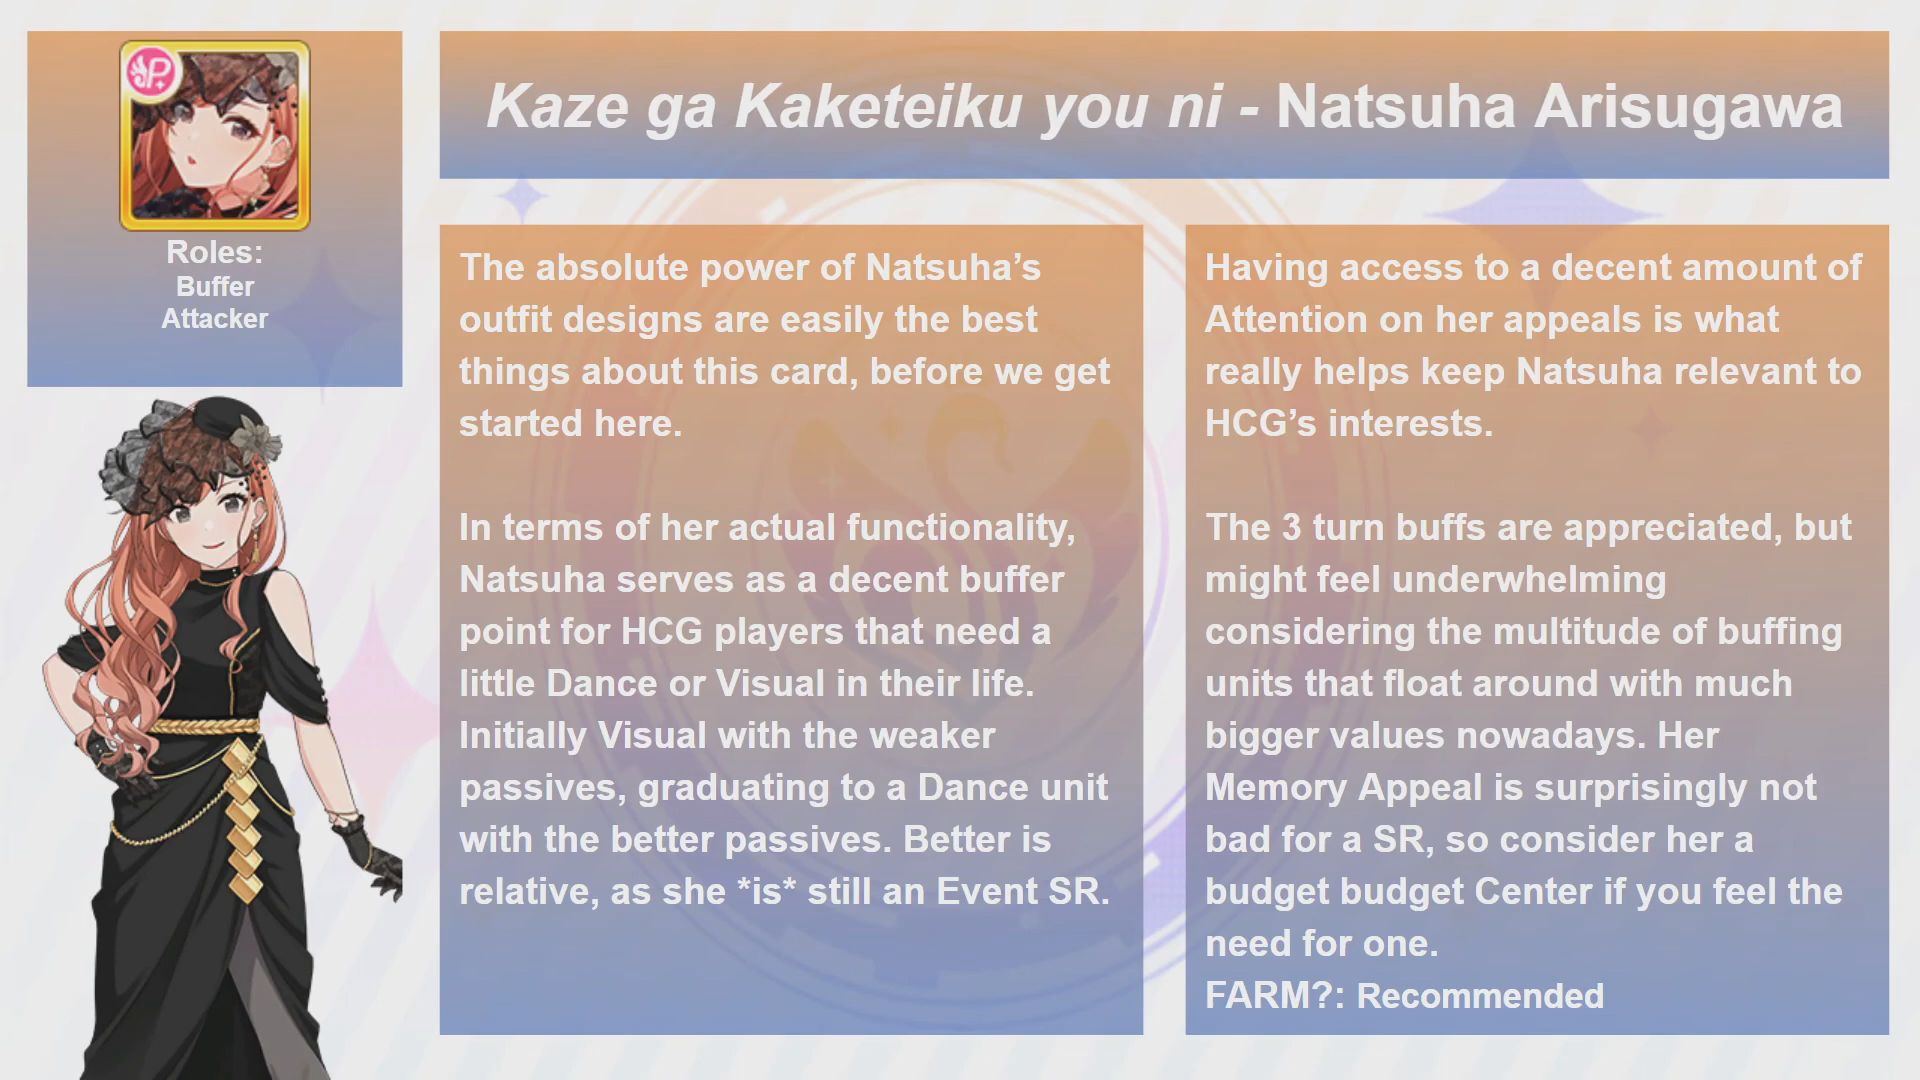 P
Roles:
Buffer
Attacker
Kaze ga Kaketeiku you ni - Natsuha Arisugawa
The absolute power of Natsuha’s
outfit designs are easily the best
things about this card, before we get
started here.
In terms of her actual functionality,
Natsuha serves as a decent buffer
point for HCG players that need a
little Dance or Visual in their life.
Initially Visual with the weaker
passives, graduating to a Dance unit
with the better passives. Better is
relative, as she *is* still an Event SR.
Having access to a decent amount of
Attention on her appeals is what
really helps keep Natsuha relevant to
HCG’s interests.
The 3 turn buffs are appreciated, but
might feel underwhelming
considering the multitude of buffing
units that float around with much
bigger values nowadays. Her
Memory Appeal is surprisingly not
bad for a SR, so consider her a
budget budget Center if you feel the
need for one.
FARM?: Recommended